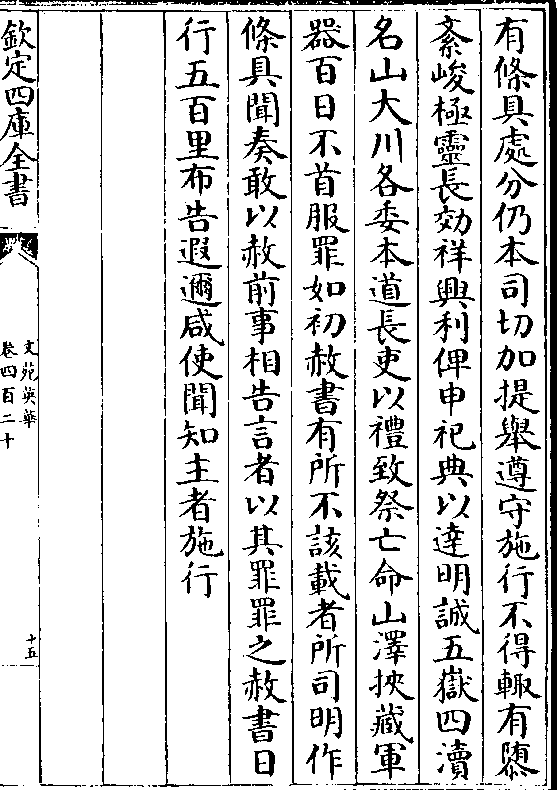 有條具處分仍本司切加提舉遵守施行不得輙有隳
紊峻極靈長効祥興利俾申祀典以達明誠五嶽四瀆
名山大川各委本道長吏以禮致祭亡命山澤挾藏軍
器百日不首服罪如初赦書有所不該載者所司明作
條具聞奏敢以赦前事相告言者以其罪罪之赦書日
行五百里布告遐邇咸使聞知主者施行
欽定四庫全書
文苑英華
卷四百二十
十五